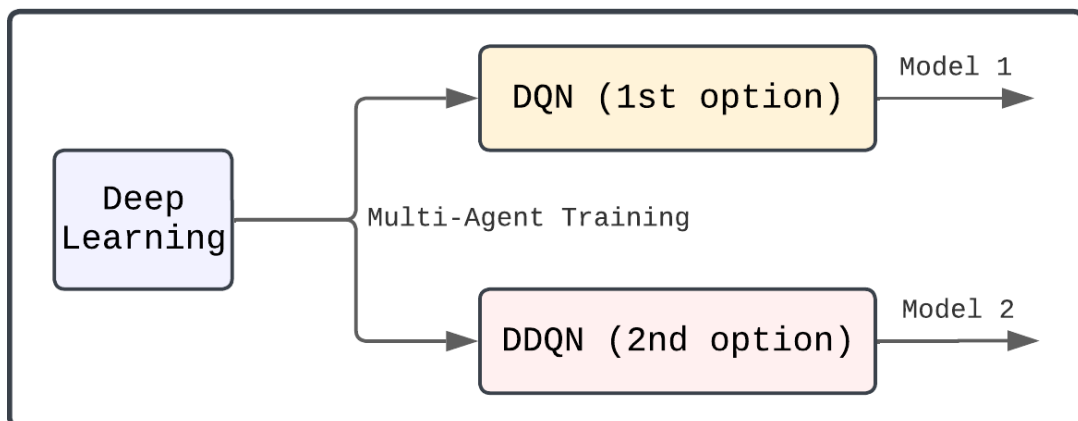 DQN (1st option)
Model 1
Deep
Learning
Multi-Agent Training
DDQN (2nd option)
Model 2